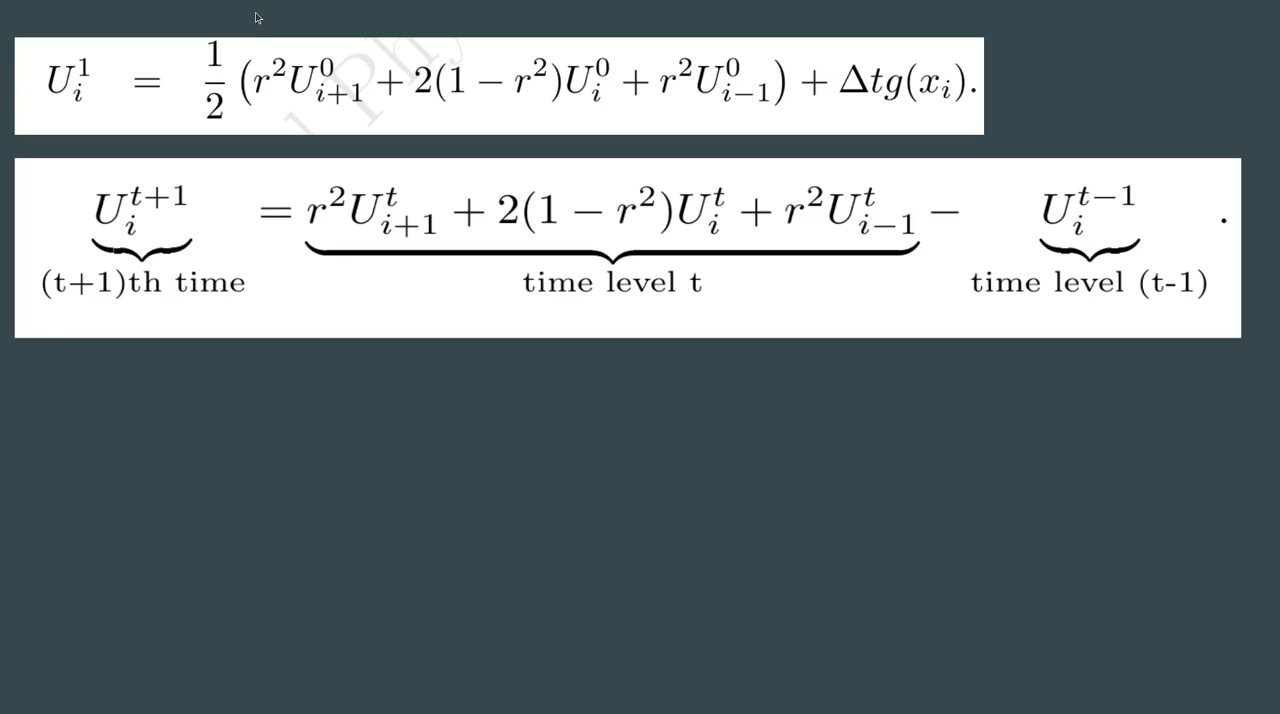 U_i^1 = \frac{1}{2} (r^2 U_{i+1}^0 + 2(1 - r^2) U_i^0 + r^2 U_{i-1}^0) + Δtg(x_i).
U_i^{t+1} = r^2 U_{i+1}^t + 2(1 - r^2) U_i^t + r^2 U_{i-1}^t - U_i^{t-1} .
(t+1)th time time level t time level (t-1)